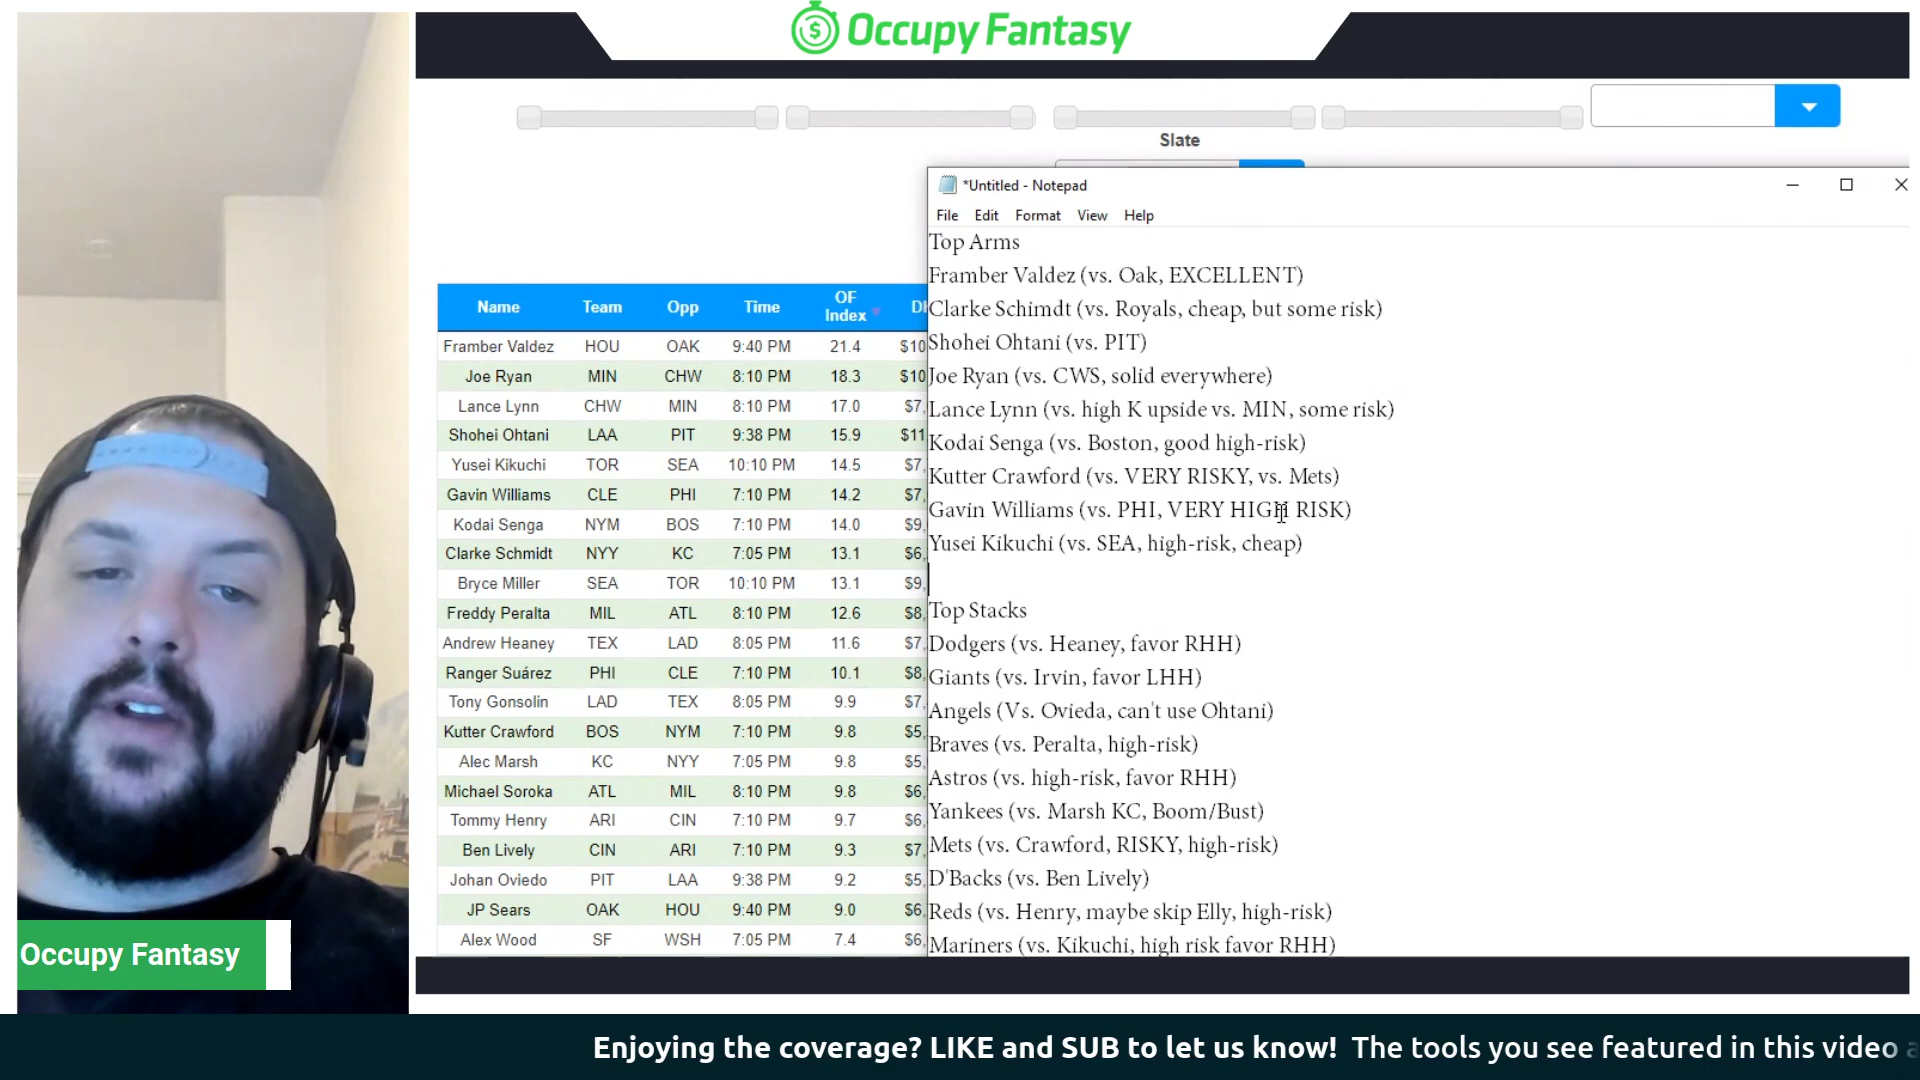 Occupy Fantasy
Slate
*Untitled - Notepad
File Edit Format View Help
Top Arms
Framber Valdez (vs. Oak, EXCELLENT)
Clarke Schimdt (vs. Royals, cheap, but some risk)
Shohei Ohtani (vs. PIT)
Joe Ryan (vs. CWS, solid everywhere)
Lance Lynn (vs. high K upside vs. MIN, some risk)
Kodai Senga (vs. Boston, good high-risk)
Kutter Crawford (vs. VERY RISKY, vs. Mets)
Gavin Williams (vs. PHI, VERY HIGH RISK)
Yusei Kikuchi (vs. SEA, high-risk, cheap)
Top Stacks
Dodgers (vs. Heaney, favor RHH)
Giants (vs. Irvin, favor LHH)
Angels (Vs. Ovieda, can't use Ohtani)
Braves (vs. Peralta, high-risk)
Astros (vs. high-risk, favor RHH)
Yankees (vs. Marsh KC, Boom/Bust)
Mets (vs. Crawford, RISKY, high-risk)
D'Backs (vs. Ben Lively)
Reds (vs. Henry, maybe skip Elly, high-risk)
Mariners (vs. Kikuchi, high risk favor RHH)
Name Team Opp Time OF Index
Framber Valdez HOU OAK 9:40 PM 21.4 $10
Joe Ryan MIN CHW 8:10 PM 18.3 $10
Lance Lynn CHW MIN 8:10 PM 17.0 $7,
Shohei Ohtani LAA PIT 9:38 PM 15.9 $11
Yusei Kikuchi TOR SEA 10:10 PM 14.5 $7,
Gavin Williams CLE PHI 7:10 PM 14.2 $7,
Kodai Senga NYM BOS 7:10 PM 14.0 $9,
Clarke Schmidt NYY KC 7:05 PM 13.1 $6,
Bryce Miller SEA TOR 10:10 PM 13.1 $9,
Freddy Peralta MIL ATL 8:10 PM 12.6 $8,
Andrew Heaney TEX LAD 8:05 PM 11.6 $7,
Ranger Suárez PHI CLE 7:10 PM 10.1 $8,
Tony Gonsolin LAD TEX 8:05 PM 9.9 $7,
Kutter Crawford BOS NYM 7:10 PM 9.8 $5,
Alec Marsh KC NYY 7:05 PM 9.8 $5,
Michael Soroka ATL MIL 8:10 PM 9.8 $6,
Tommy Henry ARI CIN 7:10 PM 9.7 $6,
Ben Lively CIN ARI 7:10 PM 9.3 $7,
Johan Oviedo PIT LAA 9:38 PM 9.2 $5,
JP Sears OAK HOU 9:40 PM 9.0 $6,
Alex Wood SF WSH 7:05 PM 7.4 $6,
Occupy Fantasy
Enjoying the coverage? LIKE and SUB to let us know! The tools you see featured in this video